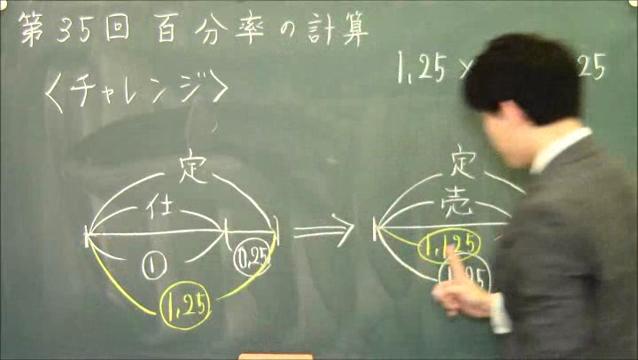 第35回 百分率の計算
〈チャレンジ〉
1,25×
25
定
仕
①
0,25
1,25
定
売
1,125